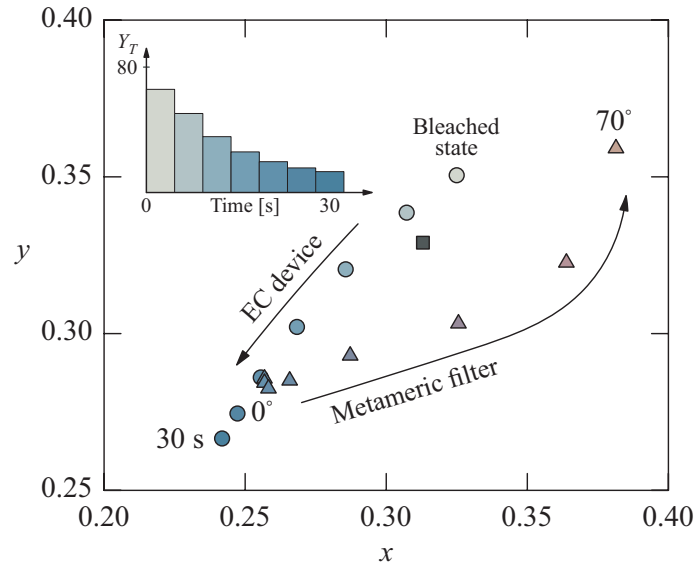 0.40
Y_T
80
0
Time [s]
30
Bleached
state
70°
0.35
y
EC device
0.30
Metameric filter
0°
30 s
0.25
0.20
0.25
0.30
0.35
0.40
x